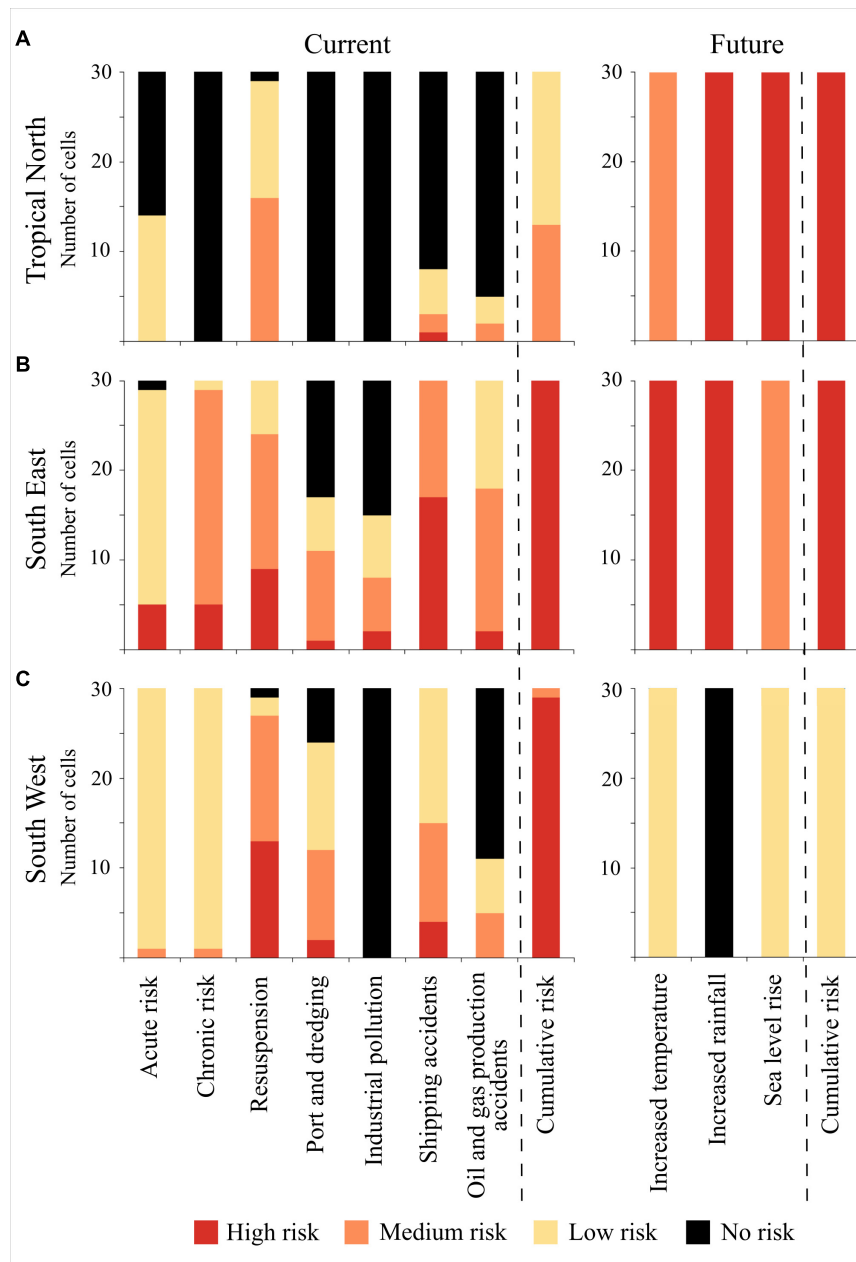 A
Current
Future
Tropical North
Number of cells
30
20
10
30
20
10
B
South East
Number of cells
30
20
10
30
20
10
C
South West
Number of cells
30
20
10
30
20
10
Acute risk
Chronic risk
Resuspension
Port and dredging
Industrial pollution
Shipping accidents
Oil and gas production
accidents
Cumulative risk
Increased temperature
Increased rainfall
Sea level rise
Cumulative risk
High risk
Medium risk
Low risk
No risk